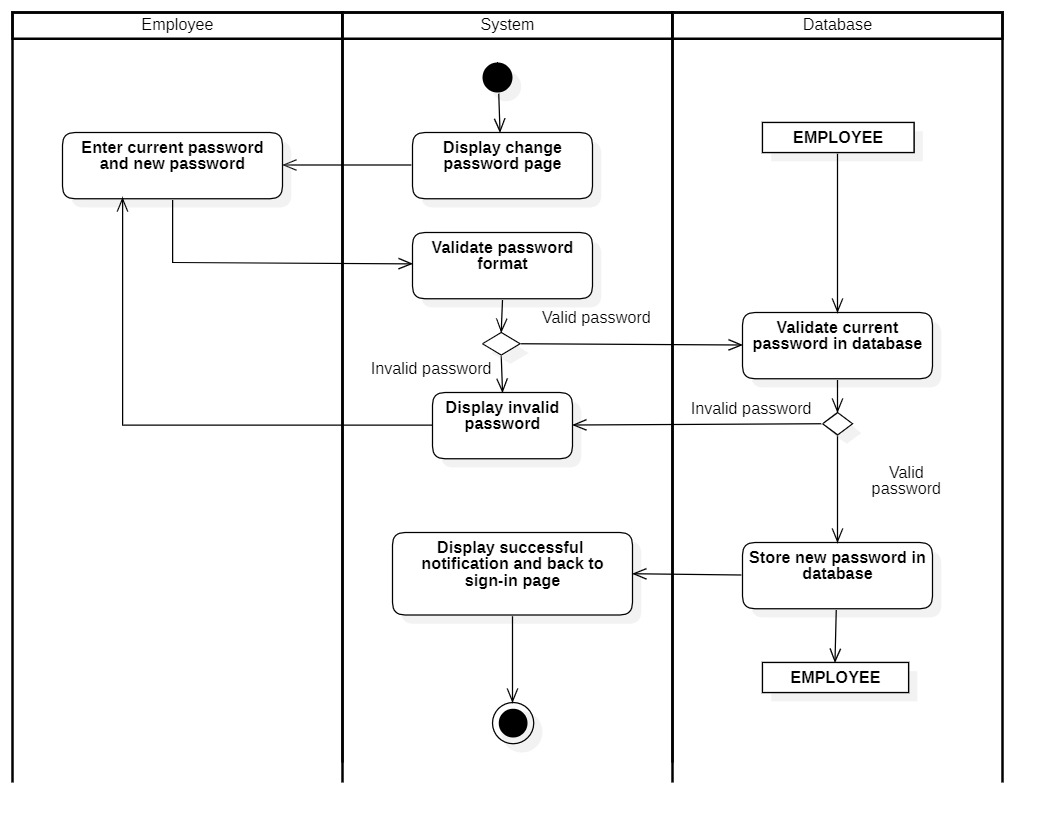 Employee
System
Database
Enter current password
and new password
Display change
password page
EMPLOYEE
Validate password
format
Valid password
Validate current
password in database
Invalid password
Display invalid
password
Invalid password
Valid
password
Display successful
notification and back to
sign-in page
Store new password in
database
EMPLOYEE